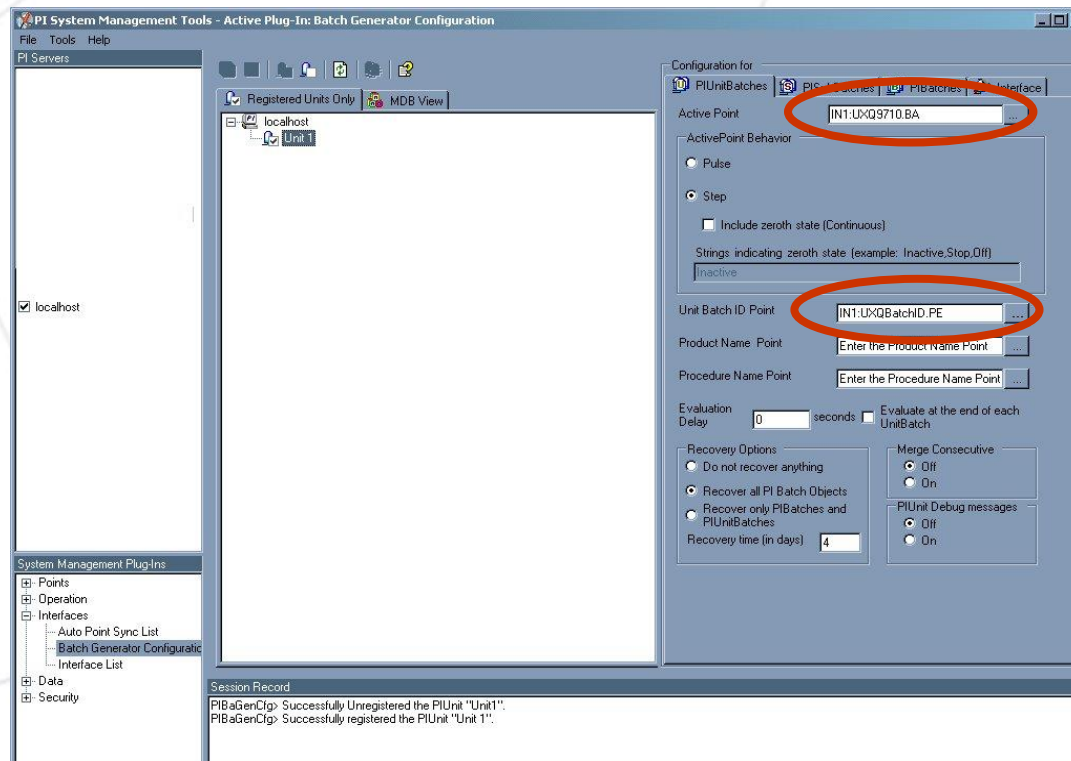 PI System Management Tools - Active Plug-In: Batch Generator Configuration
File Tools Help
PI Servers
localhost
System Management Plug-Ins
Points
Operation
Interfaces
Auto Point Sync List
Batch Generator Configuratic
Interface List
Data
Security
Registered Units Only
MDB View
localhost
Unit 1
Configuration for
PIUnitBatches
PIBatches
Interface
Active Point
IN1:UXQ9710.BA
...
ActivePoint Behavior
Pulse
Step
Include zeroth state (Continuous)
Strings indicating zeroth state (example: Inactive,Stop,Off)
Inactive
Unit Batch ID Point
IN1:UXQBatchID.PE
...
Product Name Point
Enter the Product Name Point
...
Procedure Name Point
Enter the Procedure Name Point
...
Evaluation Delay
0
seconds
Evaluate at the end of each UnitBatch
Recovery Options
Do not recover anything
Recover all PI Batch Objects
Recover only PIBatches and PIUnitBatches
Recovery time (in days)
4
Merge Consecutive
Off
On
PIUnit Debug messages
Off
On
Session Record
PIBaGenCfg> Successfully Unregistered the PIUnit "Unit1".
PIBaGenCfg> Successfully registered the PIUnit "Unit 1".